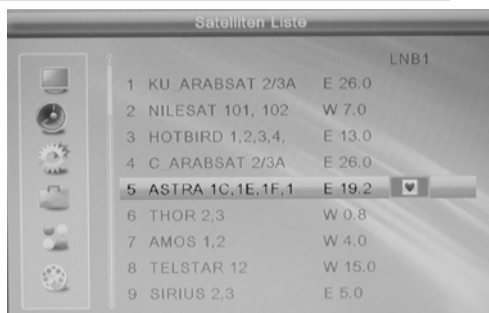 Satelliten Liste
LNB1
1 KU_ARABSAT 2/3A E 26.0
2 NILESAT 101, 102 W 7.0
3 HOTBIRD 1,2,3,4, E 13.0
4 C_ARABSAT 2/3A E 26.0
5 ASTRA 1C,1E,1F,1 E 19.2
6 THOR 2,3 W 0.8
7 AMOS 1,2 W 4.0
8 TELSTAR 12 W 15.0
9 SIRIUS 2,3 E 5.0